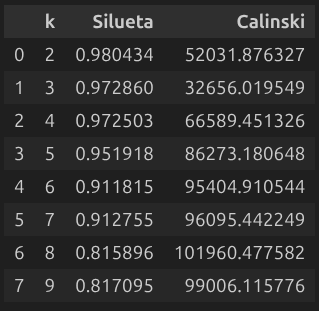 k Silueta Calinski
0 2 0.980434 52031.876327
1 3 0.972860 32656.019549
2 4 0.972503 66589.451326
3 5 0.951918 86273.180648
4 6 0.911815 95404.910544
5 7 0.912755 96095.442249
6 8 0.815896 101960.477582
7 9 0.817095 99006.115776